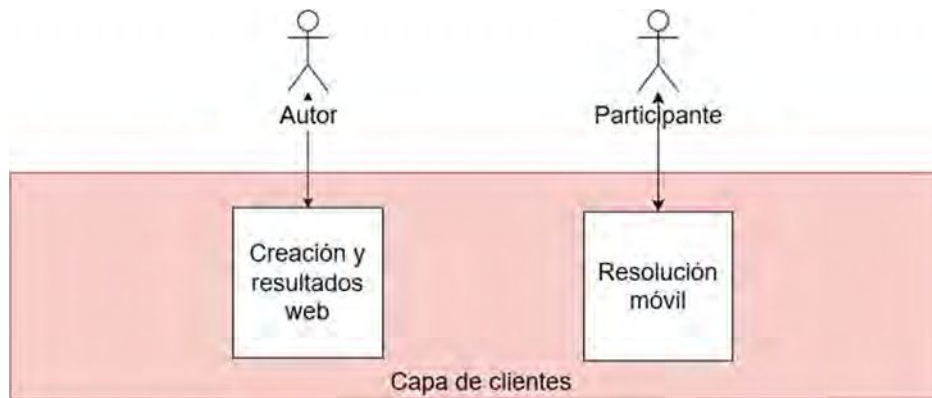 Autor
Participante
Creación y
resultados
web
Resolución
móvil
Capa de clientes